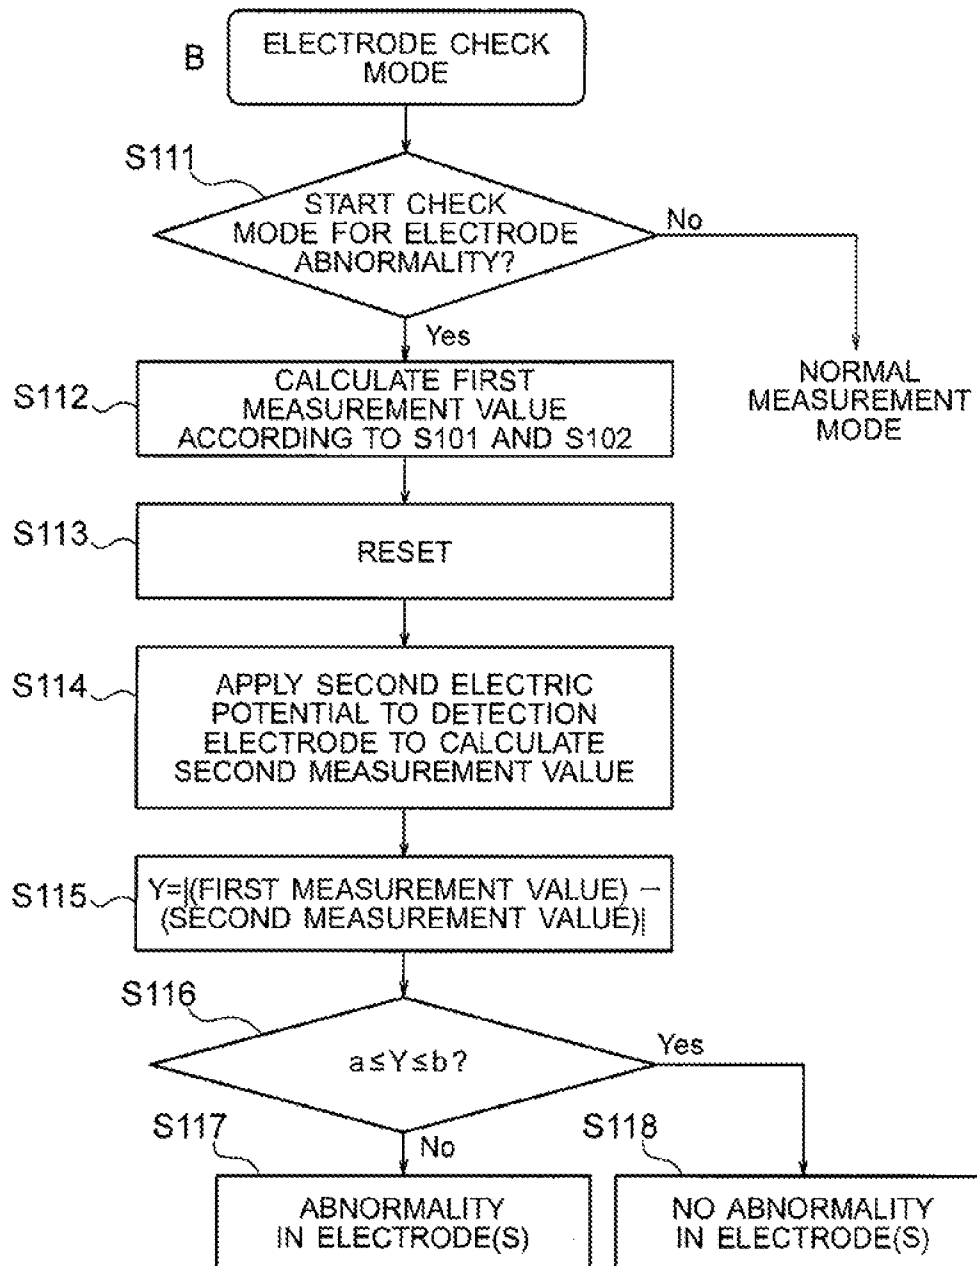 B
ELECTRODE CHECK
MODE
S111
START CHECK
MODE FOR ELECTRODE
ABNORMALITY?
No
Yes
NORMAL
MEASUREMENT
MODE
S112
CALCULATE FIRST
MEASUREMENT VALUE
ACCORDING TO S101 AND S102
S113
RESET
S114
APPLY SECOND ELECTRIC
POTENTIAL TO DETECTION
ELECTRODE TO CALCULATE
SECOND MEASUREMENT VALUE
S115
Y=|(FIRST MEASUREMENT VALUE) −
(SECOND MEASUREMENT VALUE)|
S116
a≤Y≤b?
Yes
No
S117
ABNORMALITY
IN ELECTRODE(S)
S118
NO ABNORMALITY
IN ELECTRODE(S)